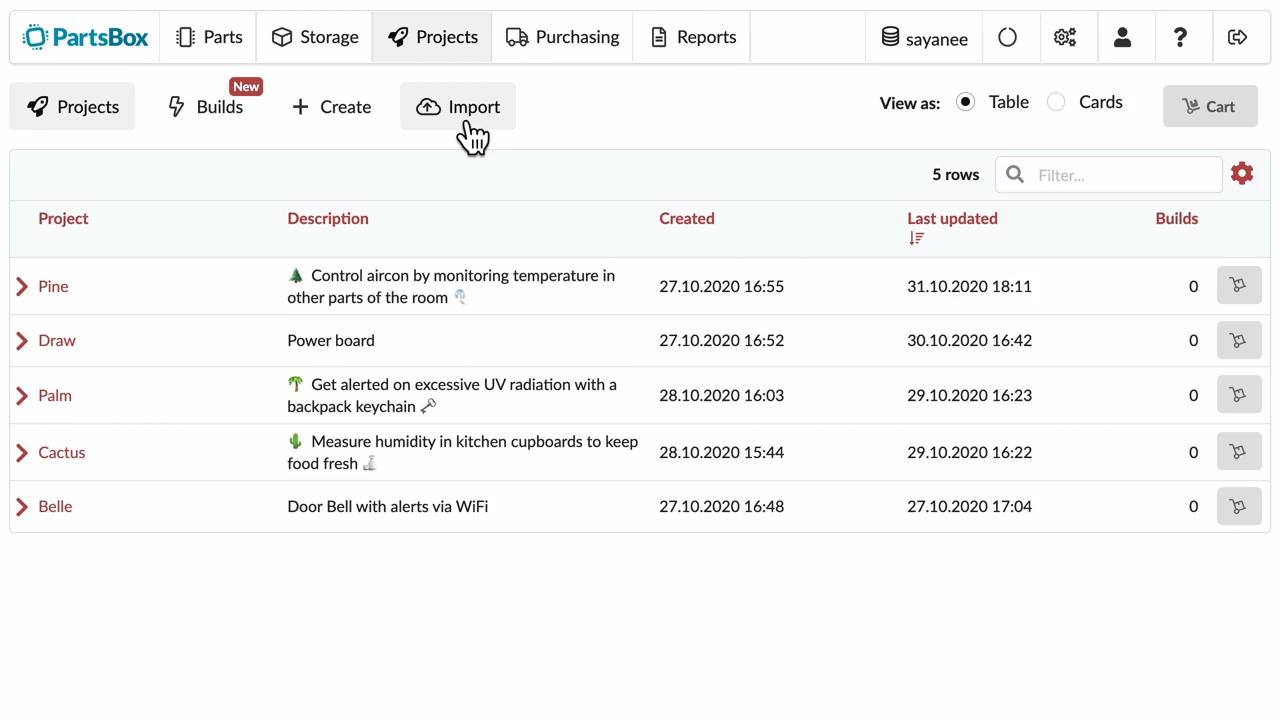 PartsBox Parts Storage Projects Purchasing Reports sayanee ?
Projects Builds New Create Import View as: Table Cards Cart
5 rows Filter...
Project Description Created Last updated Builds
Pine 🌲 Control aircon by monitoring temperature in 27.10.2020 16:55 31.10.2020 18:11 0
other parts of the room
Draw Power board 27.10.2020 16:52 30.10.2020 16:42 0
Palm 🌴 Get alerted on excessive UV radiation with a 28.10.2020 16:03 29.10.2020 16:23 0
backpack keychain 🗝
Cactus 🌵 Measure humidity in kitchen cupboards to keep 28.10.2020 15:44 29.10.2020 16:22 0
food fresh
Belle Door Bell with alerts via WiFi 27.10.2020 16:48 27.10.2020 17:04 0